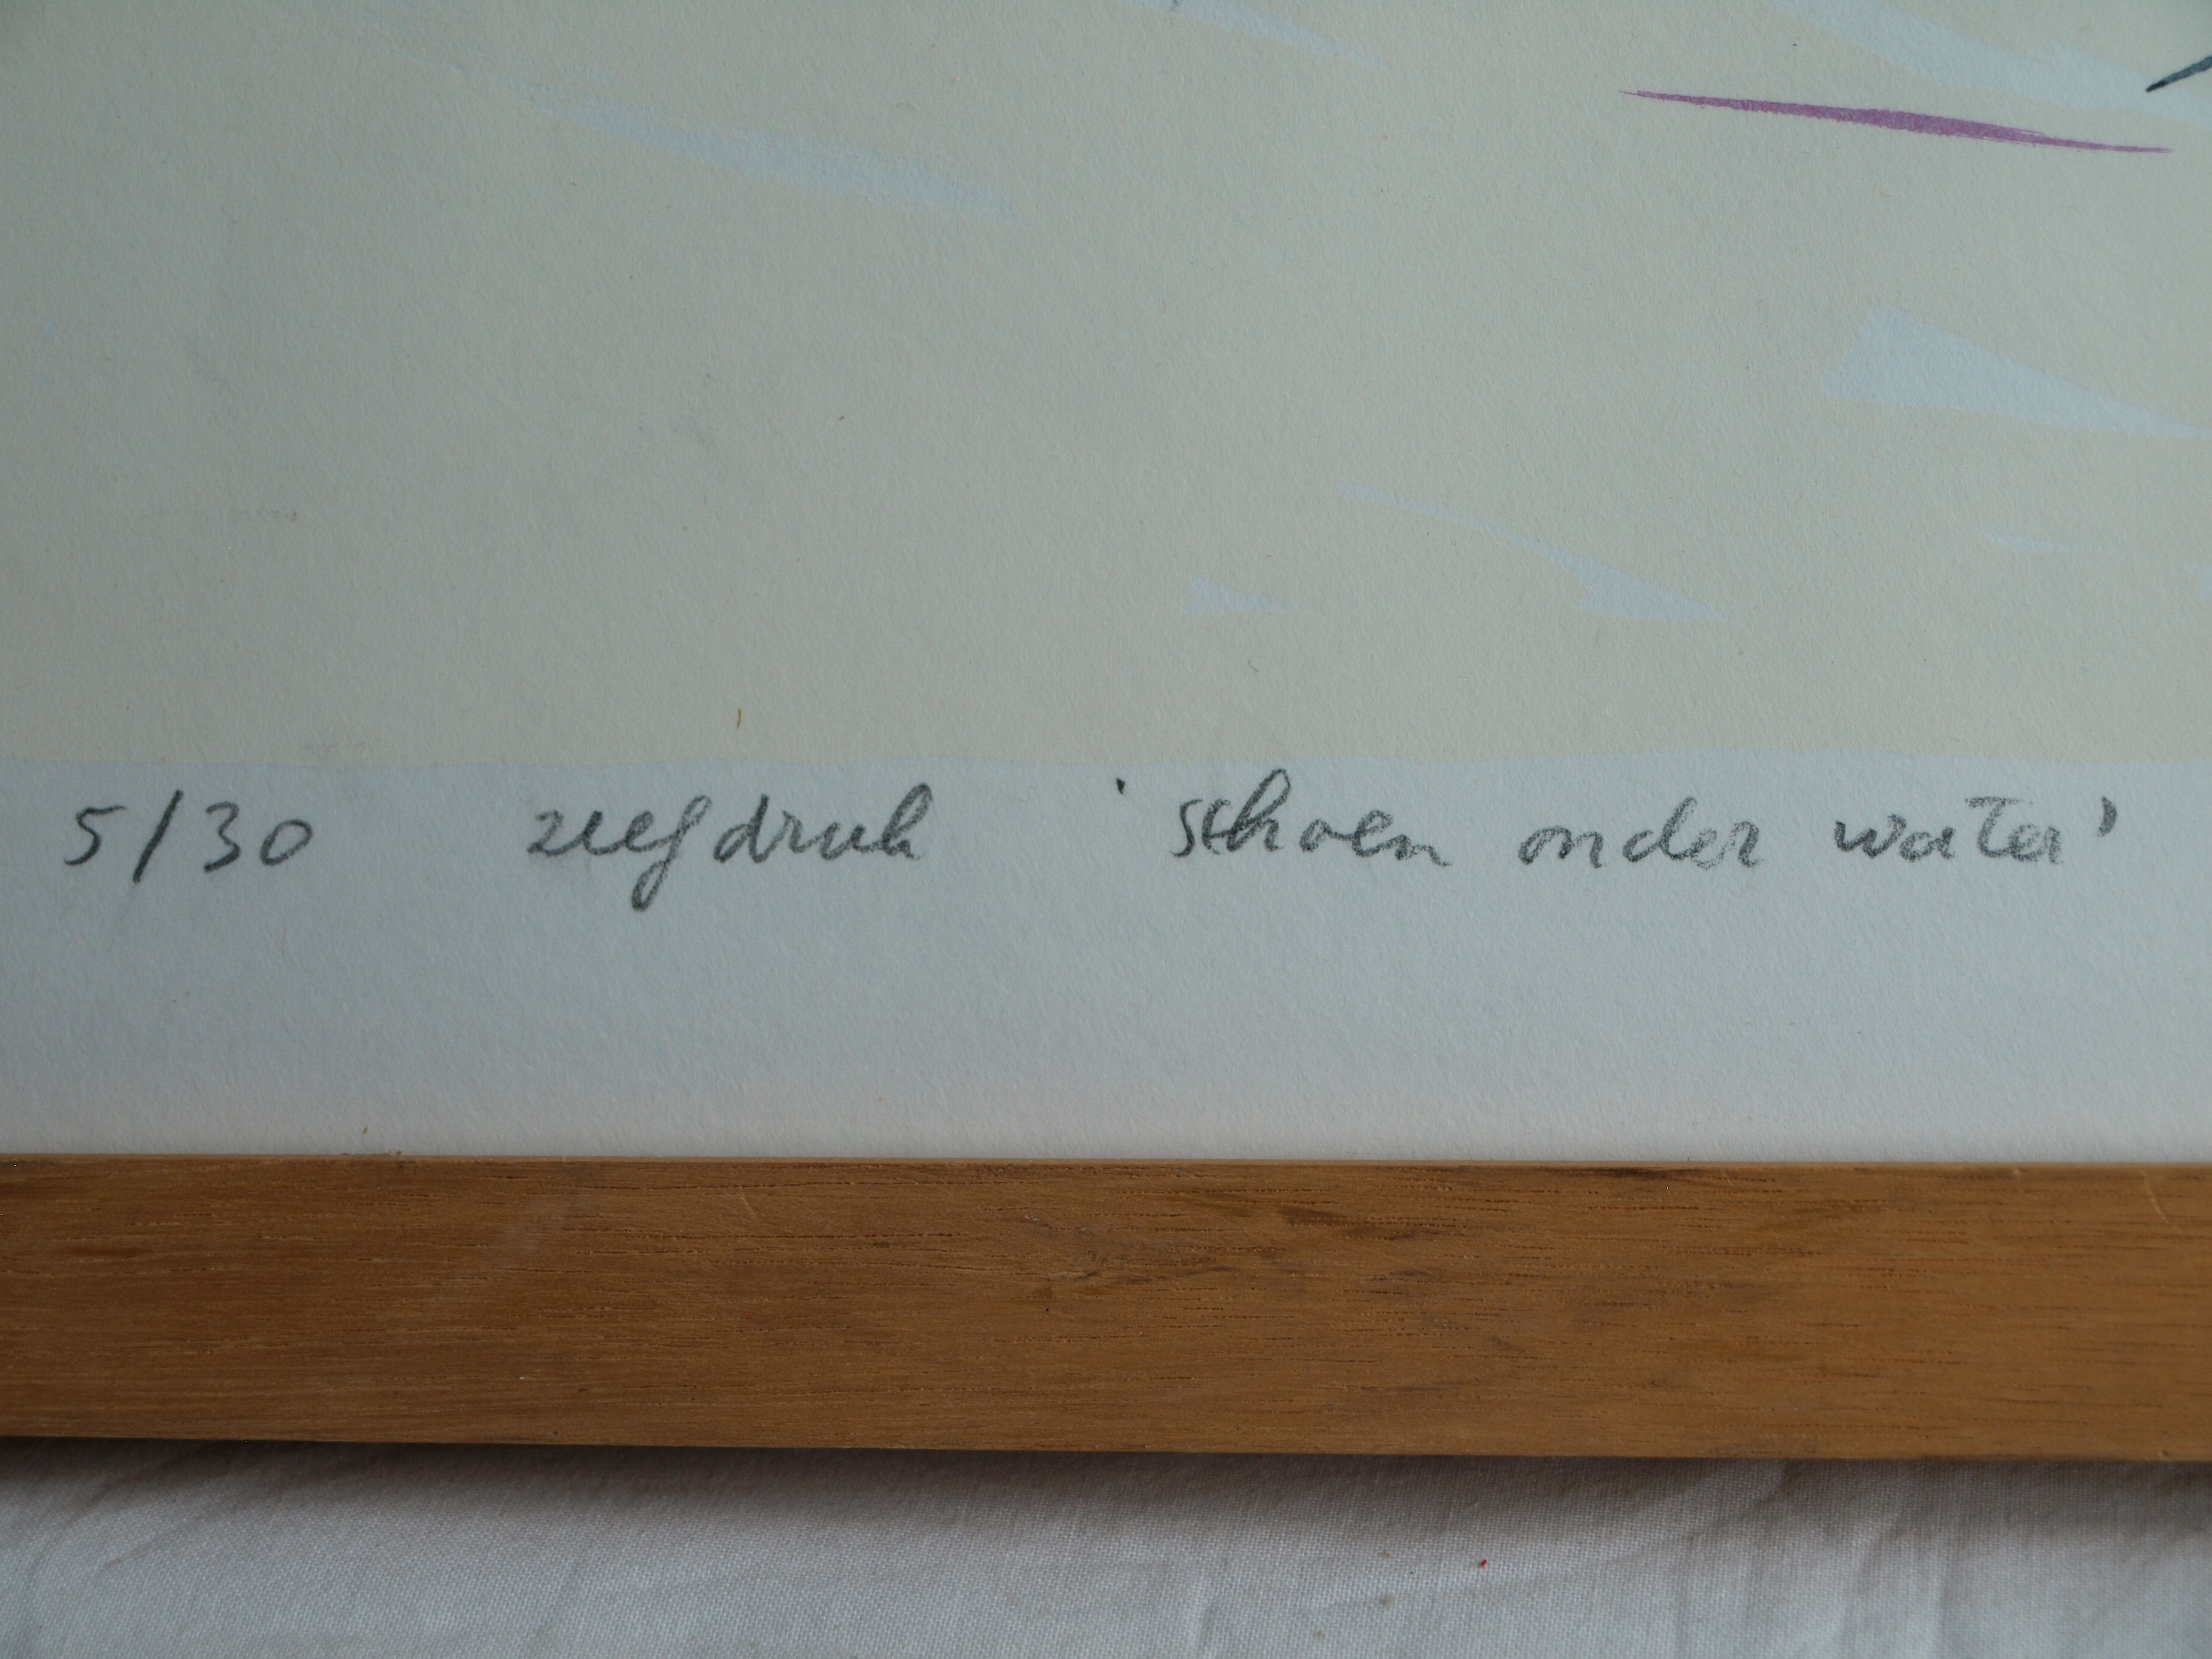 5/30 zeefdruk 'schoen onder water'